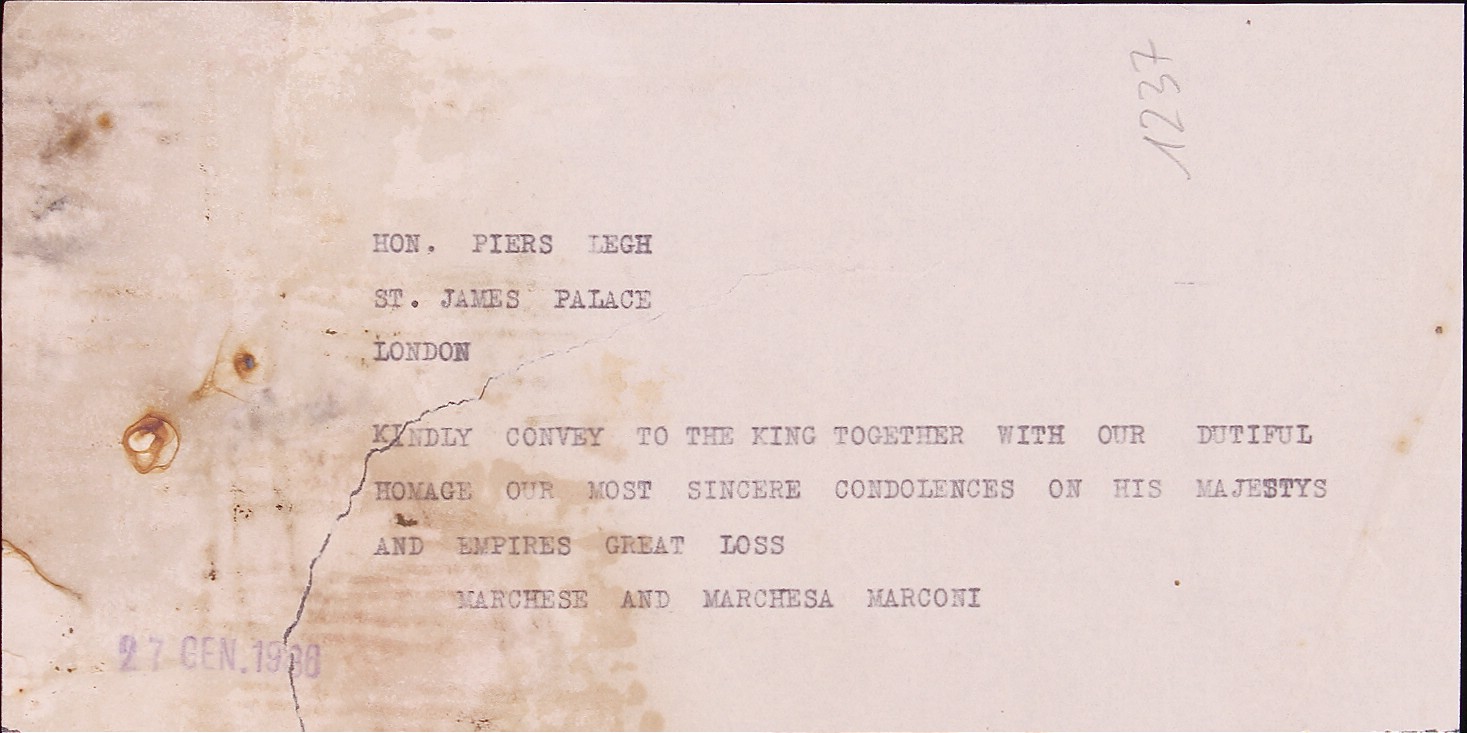 1237
HON. PIERS LEGH
ST. JAMES PALACE
LONDON
KINDLY CONVEY TO THE KING TOGETHER WITH OUR DUTIFUL
HOMAGE OUR MOST SINCERE CONDOLENCES ON HIS MAJESTYS
AND EMPIRES GREAT LOSS
MARCHESE AND MARCHESA MARCONI
27 GEN.1936